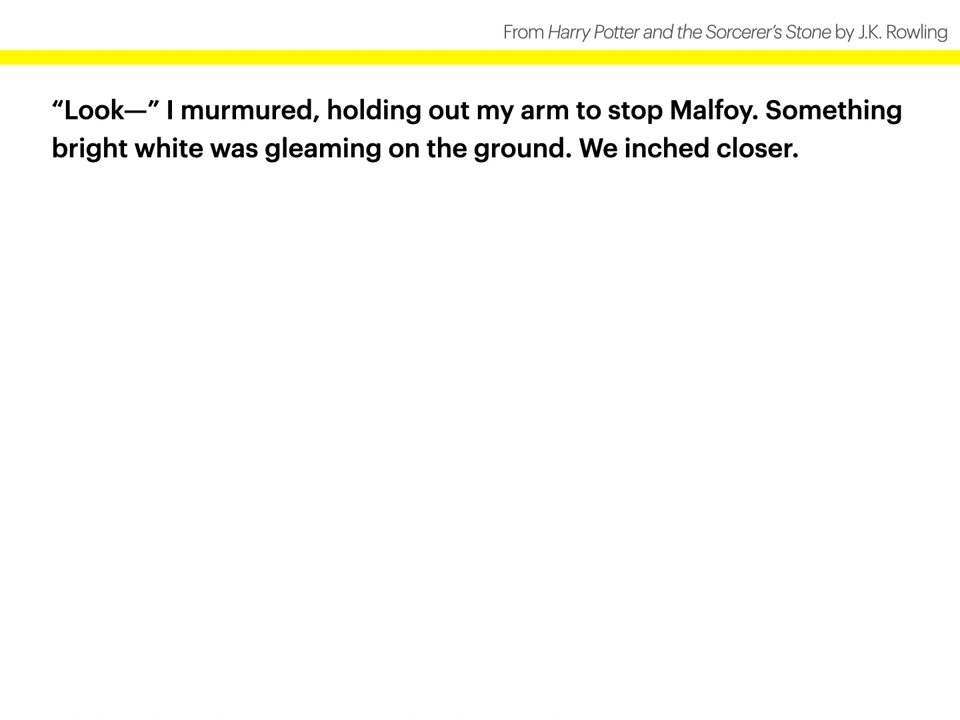 From Harry Potter and the Sorcerer’s Stone by J.K. Rowling
“Look—” I murmured, holding out my arm to stop Malfoy. Something
bright white was gleaming on the ground. We inched closer.